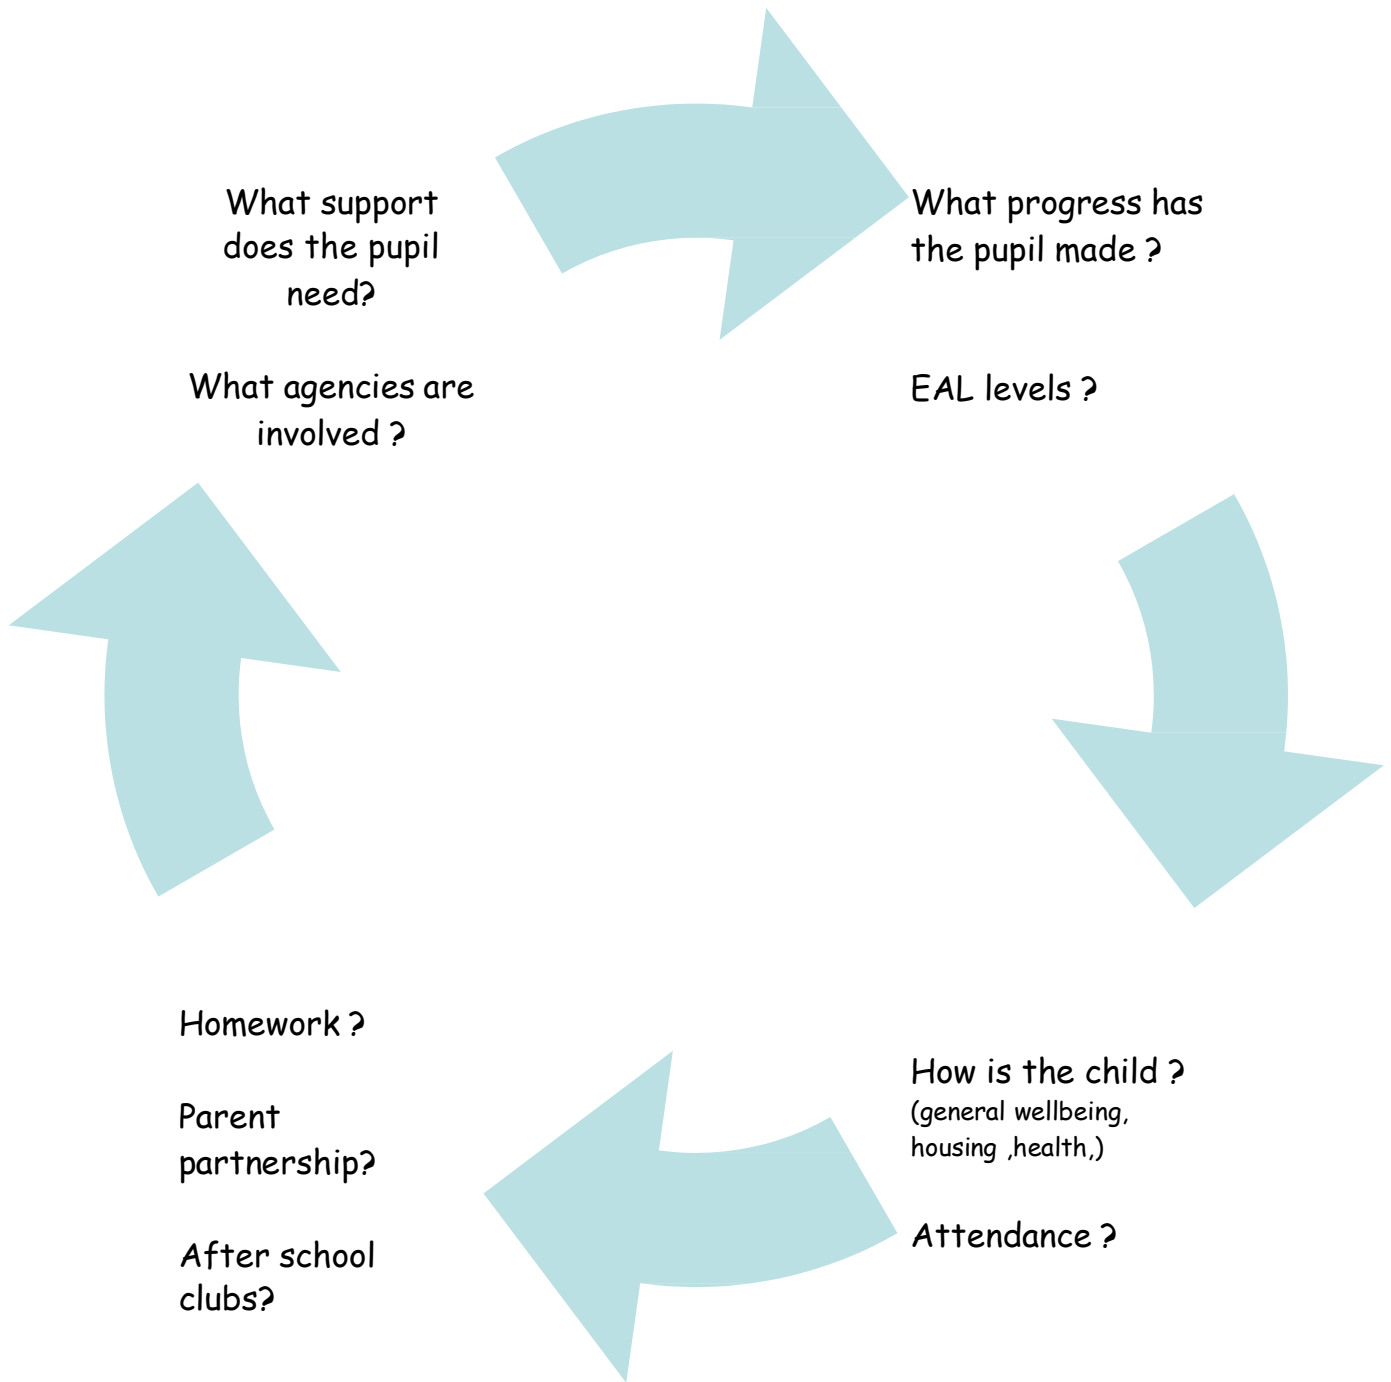 What support
does the pupil
need?
What agencies are
involved ?
What progress has
the pupil made ?
EAL levels ?
How is the child ?
(general wellbeing,
housing ,health,)
Attendance ?
Homework ?
Parent
partnership?
After school
clubs?